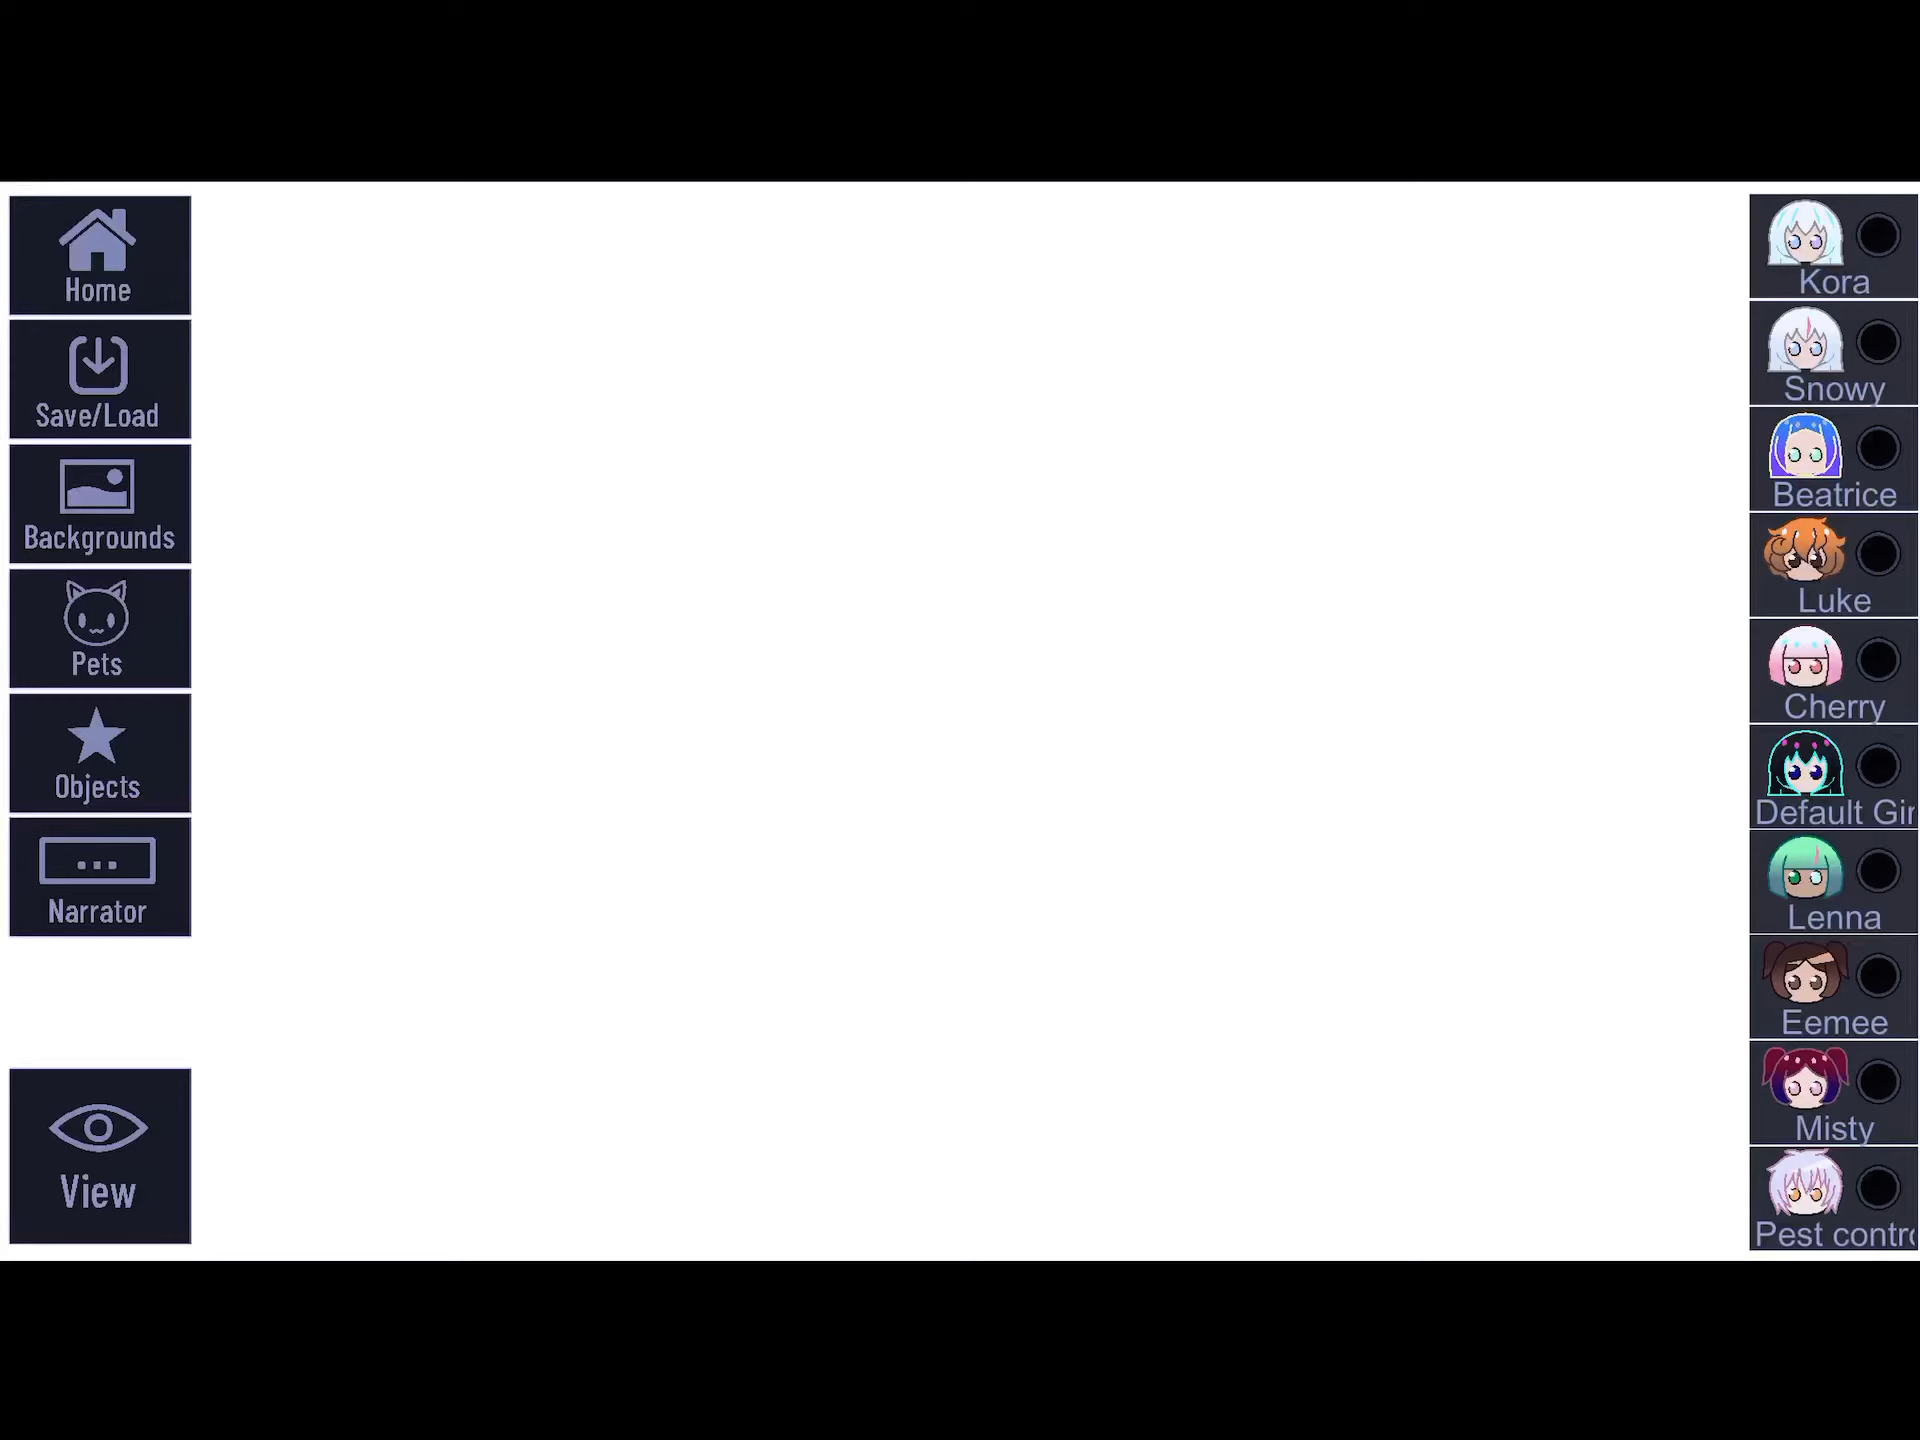 Home
Save/Load
Backgrounds
Pets
Objects
...
Narrator
View
Kora
Snowy
Beatrice
Luke
Cherry
Default Gir
Lenna
Eemee
Misty
Pest contro